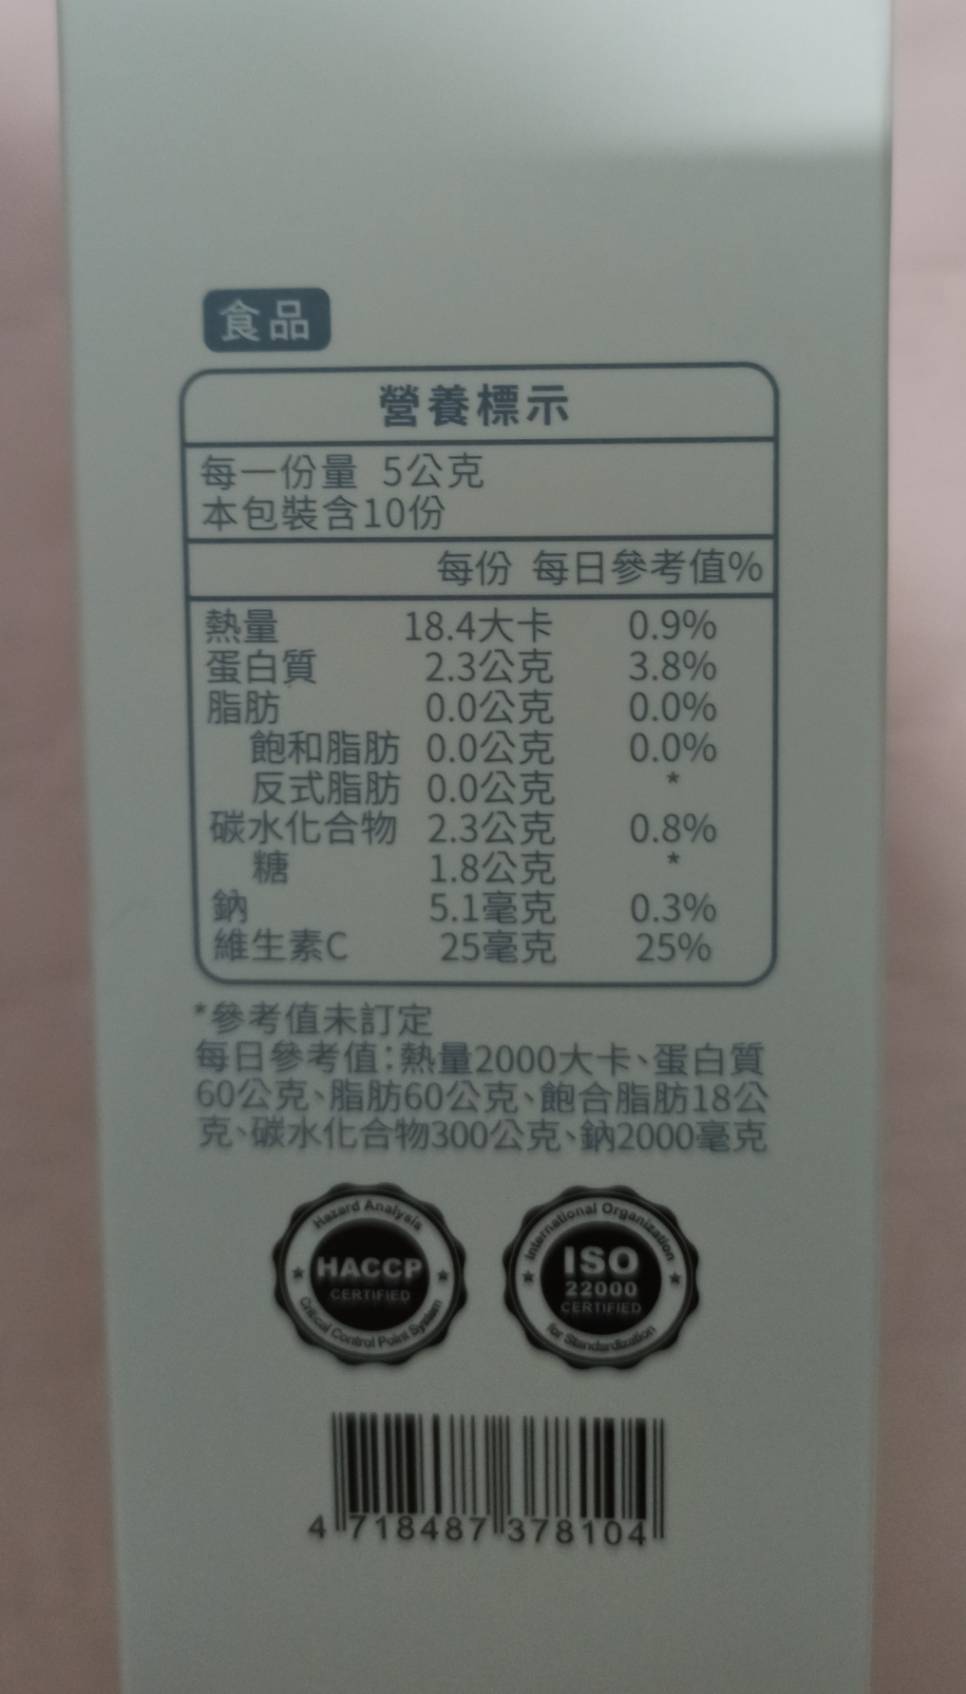 食品
營養標示
每一份量 5公克
本包裝含10份
每份 每日參考值%
熱量 18.4大卡 0.9%
蛋白質 2.3公克 3.8%
脂肪 0.0公克 0.0%
飽和脂肪 0.0公克 0.0%
反式脂肪 0.0公克 *
碳水化合物 2.3公克 0.8%
糖 1.8公克 *
鈉 5.1毫克 0.3%
維生素C 25毫克 25%
*參考值未訂定
每日參考值:熱量2000大卡、蛋白質
60公克、脂肪60公克、飽合脂肪18公
克、碳水化合物300公克、鈉2000毫克
Hazard Analysis
HACCP
CERTIFIED
Critical Control Point System
International Organization
ISO
22000
CERTIFIED
for Standardization
4 718487 378104